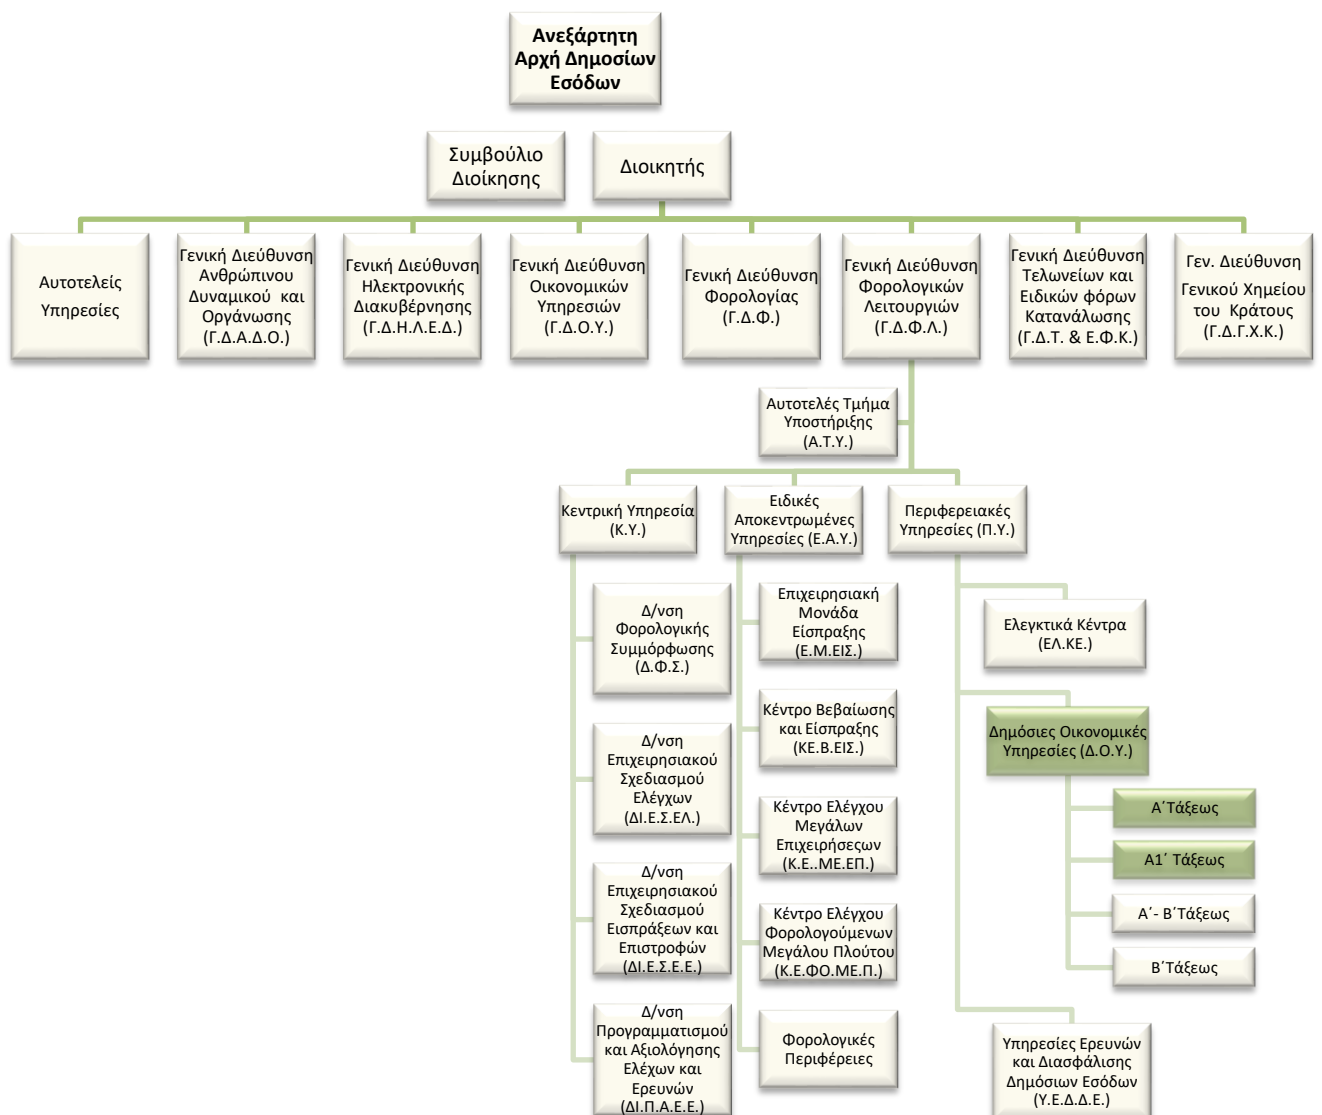 Ανεξάρτητη
Αρχή Δημοσίων
Εσόδων
Συμβούλιο
Διοίκησης
Διοικητής
Αυτοτελείς
Υπηρεσίες
Γενική Διεύθυνση
Ανθρώπινου
Δυναμικού και
Οργάνωσης
(Γ.Δ.Α.Δ.Ο.)
Γενική Διεύθυνση
Ηλεκτρονικής
Διακυβέρνησης
(Γ.Δ.Η.Λ.Ε.Δ.)
Γενική Διεύθυνση
Οικονομικών
Υπηρεσιών
(Γ.Δ.Ο.Υ.)
Γενική Διεύθυνση
Φορολογίας
(Γ.Δ.Φ.)
Γενική Διεύθυνση
Φορολογικών
Λειτουργιών
(Γ.Δ.Φ.Λ.)
Γενική Διεύθυνση
Τελωνείων και
Ειδικών φόρων
Κατανάλωσης
(Γ.Δ.Τ. & Ε.Φ.Κ.)
Γεν. Διεύθυνση
Γενικού Χημείου
του Κράτους
(Γ.Δ.Γ.Χ.Κ.)
Αυτοτελές Τμήμα
Υποστήριξης
(Α.Τ.Υ.)
Κεντρική Υπηρεσία
(Κ.Υ.)
Ειδικές
Αποκεντρωμένες
Υπηρεσίες (Ε.Α.Υ.)
Περιφερειακές
Υπηρεσίες (Π.Υ.)
Δ/νση
Φορολογικής
Συμμόρφωσης
(Δ.Φ.Σ.)
Δ/νση
Επιχειρησιακού
Σχεδιασμού
Ελέγχων
(ΔΙ.Ε.Σ.ΕΛ.)
Δ/νση
Επιχειρησιακού
Σχεδιασμού
Εισπράξεων και
Επιστροφών
(ΔΙ.Ε.Σ.Ε.Ε.)
Δ/νση
Προγραμματισμού
και Αξιολόγησης
Ελέχων και
Ερευνών
(ΔΙ.Π.Α.Ε.Ε.)
Επιχειρησιακή
Μονάδα
Είσπραξης
(Ε.Μ.ΕΙΣ.)
Κέντρο Βεβαίωσης
και Είσπραξης
(ΚΕ.Β.ΕΙΣ.)
Κέντρο Ελέγχου
Μεγάλων
Επιχειρήσεςων
(Κ.Ε..ΜΕ.ΕΠ.)
Κέντρο Ελέγχου
Φορολογούμενων
Μεγάλου Πλούτου
(Κ.Ε.ΦΟ.ΜΕ.Π.)
Φορολογικές
Περιφέρειες
Ελεγκτικά Κέντρα
(ΕΛ.ΚΕ.)
Δημόσιες Οικονομικές
Υπηρεσίες (Δ.Ο.Υ.)
Α΄Τάξεως
Α1΄ Τάξεως
Α΄- Β΄Τάξεως
Β΄Τάξεως
Υπηρεσίες Ερευνών
και Διασφάλισης
Δημόσιων Εσόδων
(Υ.Ε.Δ.Δ.Ε.)